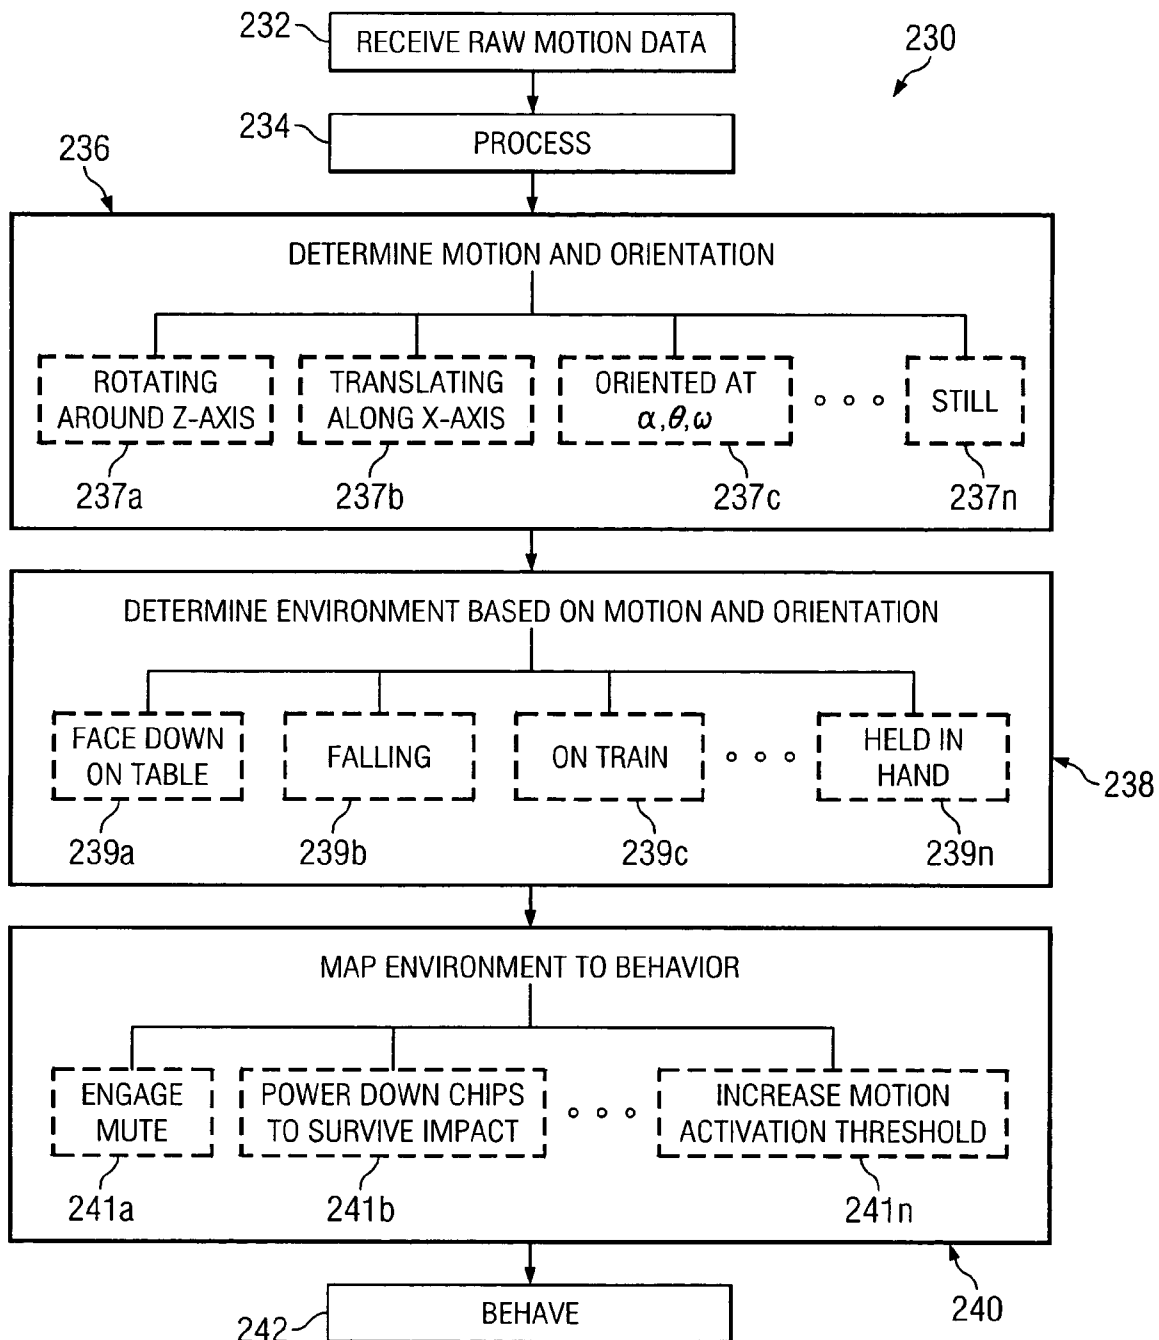 232
RECEIVE RAW MOTION DATA
230
234
PROCESS
236
DETERMINE MOTION AND ORIENTATION
ROTATING
AROUND Z-AXIS
TRANSLATING
ALONG X-AXIS
ORIENTED AT
α,θ,ω
STILL
237a
237b
237c
237n
DETERMINE ENVIRONMENT BASED ON MOTION AND ORIENTATION
FACE DOWN
ON TABLE
FALLING
ON TRAIN
HELD IN
HAND
238
239a
239b
239c
239n
MAP ENVIRONMENT TO BEHAVIOR
ENGAGE
MUTE
POWER DOWN CHIPS
TO SURVIVE IMPACT
INCREASE MOTION
ACTIVATION THRESHOLD
241a
241b
241n
240
242
BEHAVE